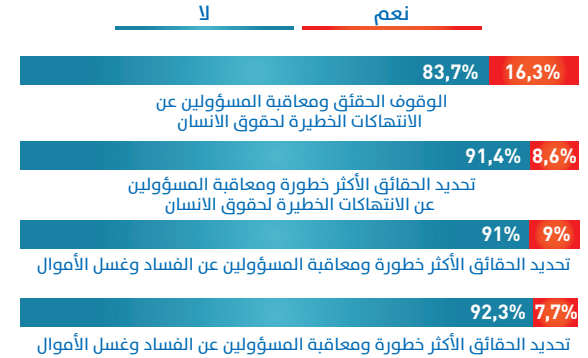 نعم لا
16,3% 83,7%
الوقوف الحقئق ومعاقبة المسؤولين عن
الانتهاكات الخطيرة لحقوق الانسان
8,6% 91,4%
تحديد الحقائق الأكثر خطورة ومعاقبة المسؤولين
عن الانتهاكات الخطيرة لحقوق الانسان
9% 91%
تحديد الحقائق الأكثر خطورة ومعاقبة المسؤولين عن الفساد وغسل الأموال
7,7% 92,3%
تحديد الحقائق الأكثر خطورة ومعاقبة المسؤولين عن الفساد وغسل الأموال